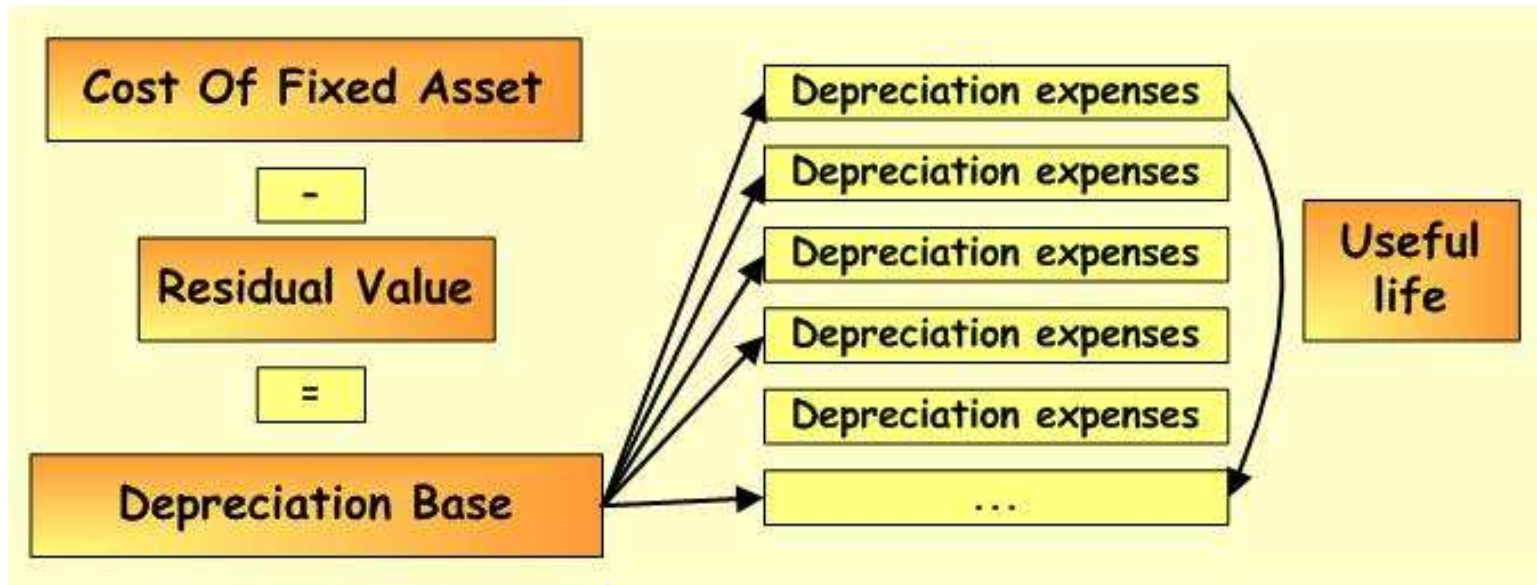 Cost Of Fixed Asset
-
Residual Value
=
Depreciation Base
Depreciation expenses
Depreciation expenses
Depreciation expenses
Depreciation expenses
Depreciation expenses
...
Useful
life